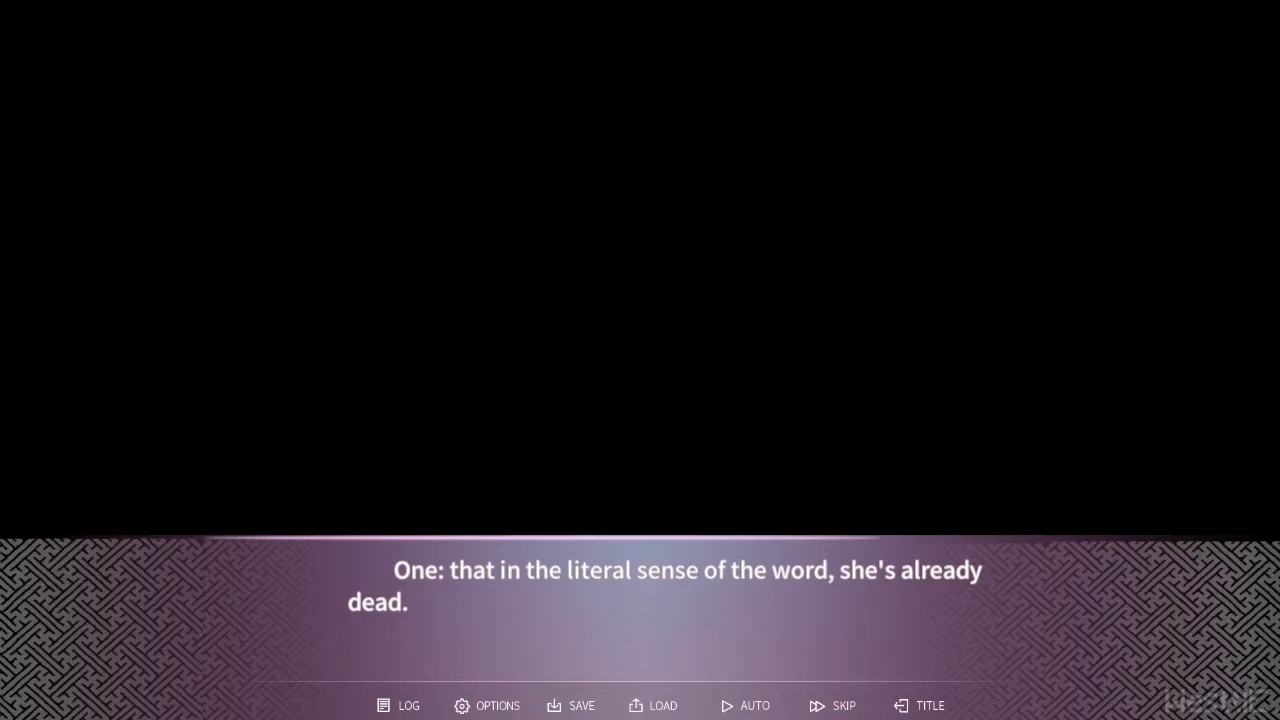 One: that in the literal sense of the word, she's already
dead.
LOG OPTIONS SAVE LOAD AUTO SKIP TITLE